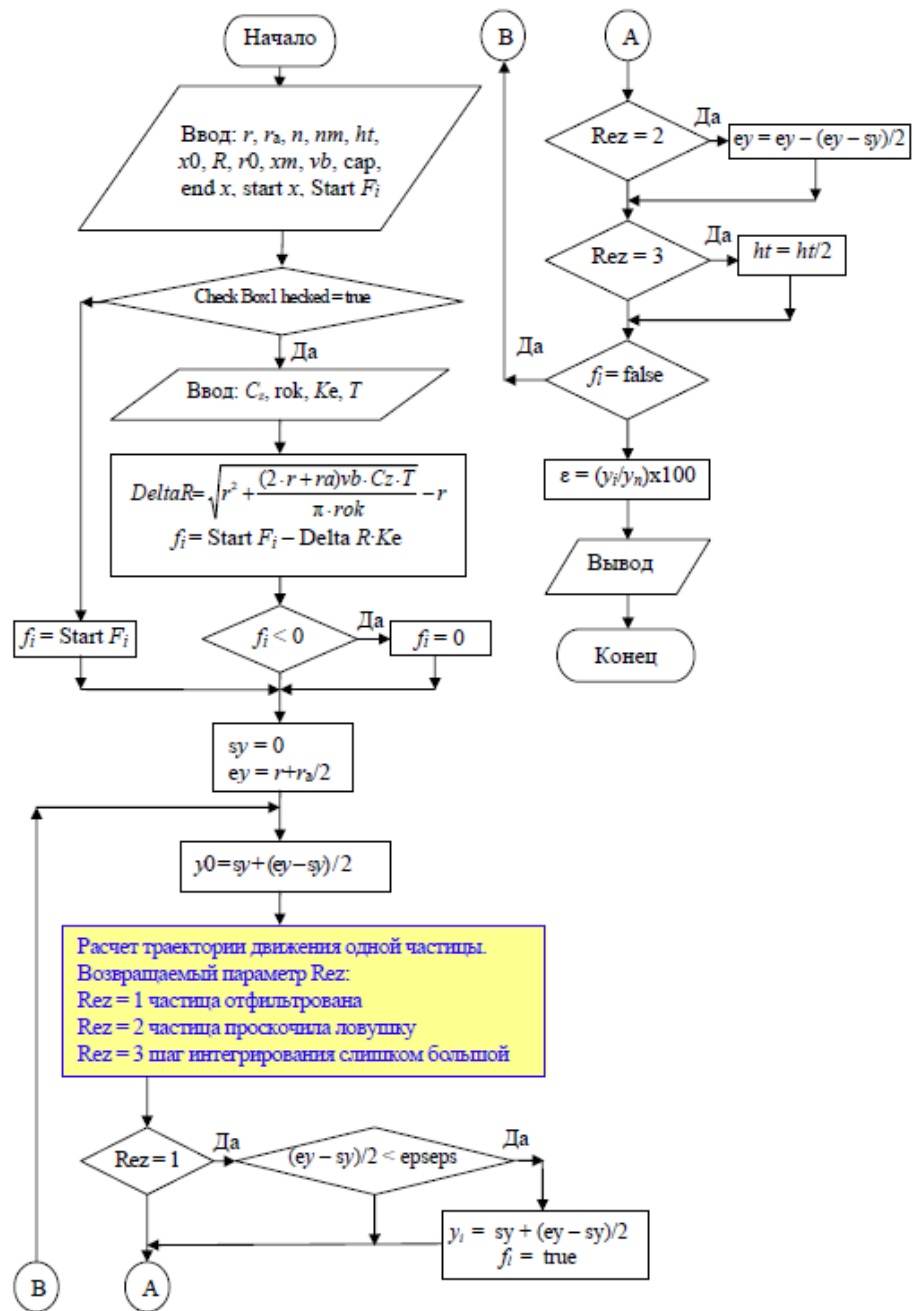 Начало
Ввод: r, rа, n, nm, ht,
x0, R, r0, xm, vb, cap,
end x, start x, Start Fi
Check Box1 hecked = true
Да
Ввод: Cz, rok, Ke, T
DeltaR = √(r² + (2·r + ra)vb·Cz·T / π·rok) − r
fi = Start Fi – Delta R·Ke
fi = Start Fi
fi < 0
Да
fi = 0
sy = 0
ey = r+rа/2
y0=sy+(ey–sy)/2
Расчет траектории движения одной частицы.
Возвращаемый параметр Rez:
Rez = 1 частица отфильтрована
Rez = 2 частица проскочила ловушку
Rez = 3 шаг интегрирования слишком большой
Rez = 1
Да
(ey – sy)/2 < epseps
Да
yi = sy + (ey – sy)/2
fi = true
В
А
В
А
Rez = 2
Да
ey = ey – (ey – sy)/2
Rez = 3
Да
ht = ht/2
Да
fi = false
ε = (yi/yn)x100
Вывод
Конец